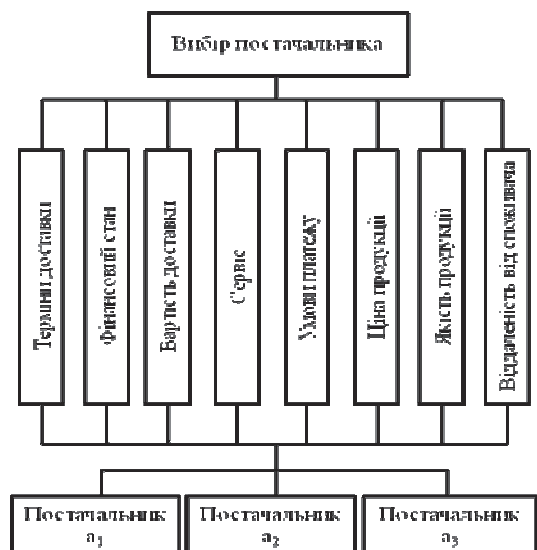 Вибір постачальника
Терміни доставки
Фінансовий стан
Вартість доставки
Сервіс
Умови платежу
Ціна продукції
Якість продукції
Віддаленість від споживача
Постачальник
a1
Постачальник
a2
Постачальник
a3